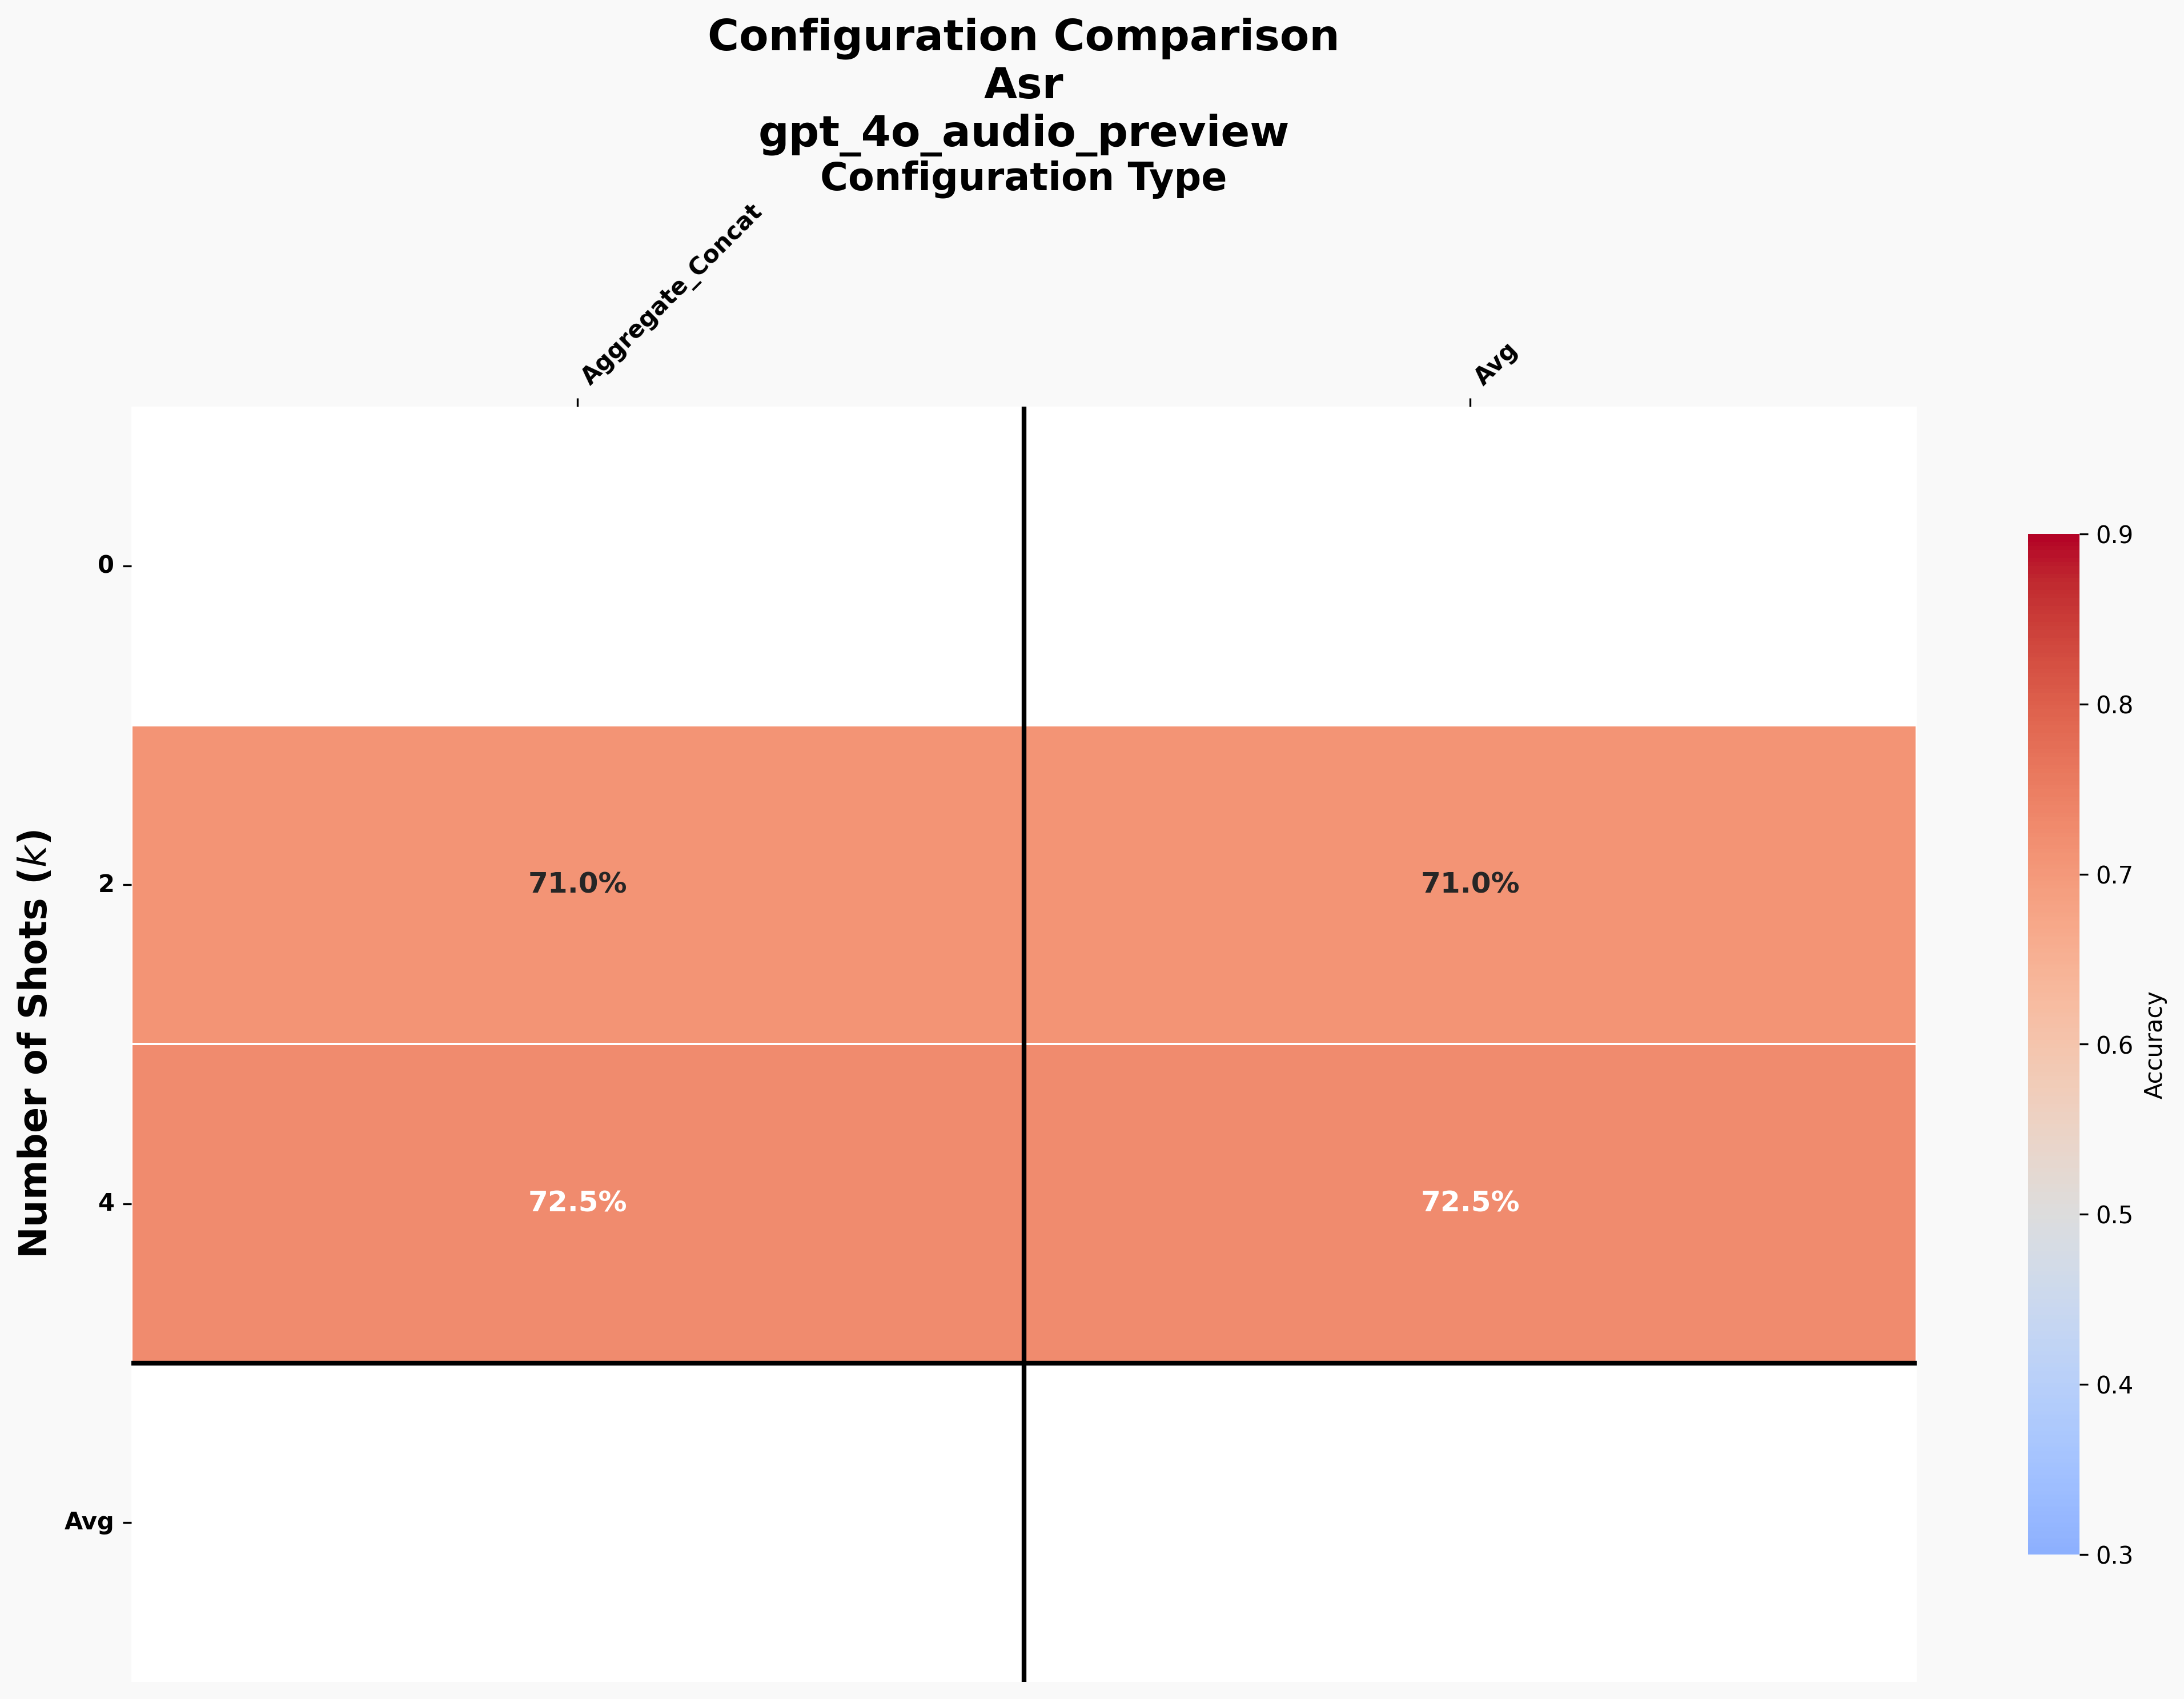 Configuration Comparison
Asr
gpt_4o_audio_preview
Configuration Type
Aggregate_Concat
Avg
Number of Shots (k)
0
2
71.0%
71.0%
4
72.5%
72.5%
Avg
0.9
0.8
0.7
0.6
0.5
0.4
0.3
Accuracy